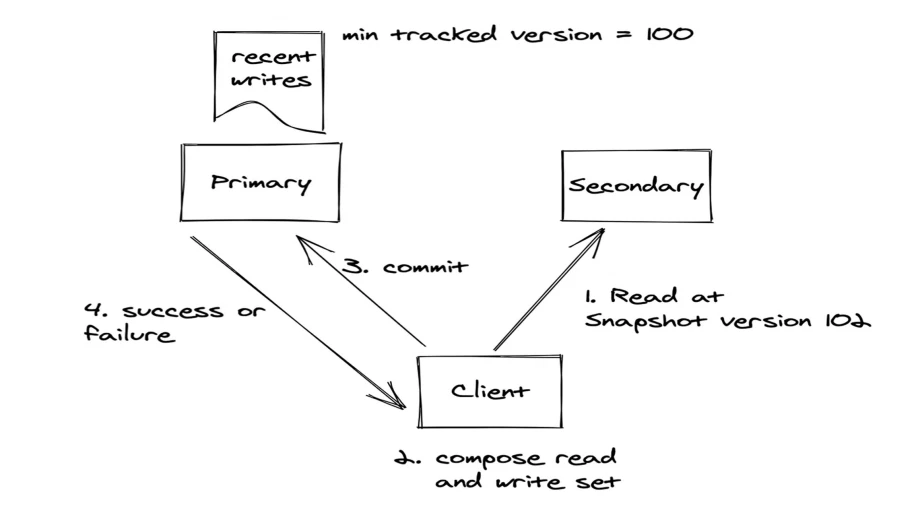 min tracked version = 100
recent
writes
Primary
Secondary
3. commit
1. Read at
Snapshot version 102
4. success or
failure
Client
2. compose read
and write set